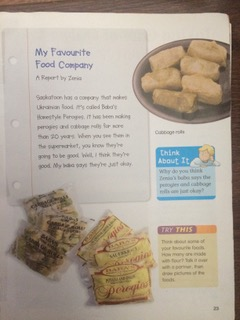 My Favourite
Food Company
A Report by Zenia
Saskatoon has a company that makes
Ukrainian food. It's called Baba's
Homestyle Perogies. It has been making
perogies and cabbage rolls for
more than 20 years. When you see them in
the supermarket, you know they're
going to be good. Well, I think they're
good. My baba says they're just okay.
Cabbage rolls
Think
About It
Why do you think
Zenia's baba says the
perogies and cabbage
rolls are just okay?
TRY THIS
Think about some of
your favourite foods.
How many are made
with flour? Talk it over
with a partner, then
draw pictures of the
foods.
Perogies